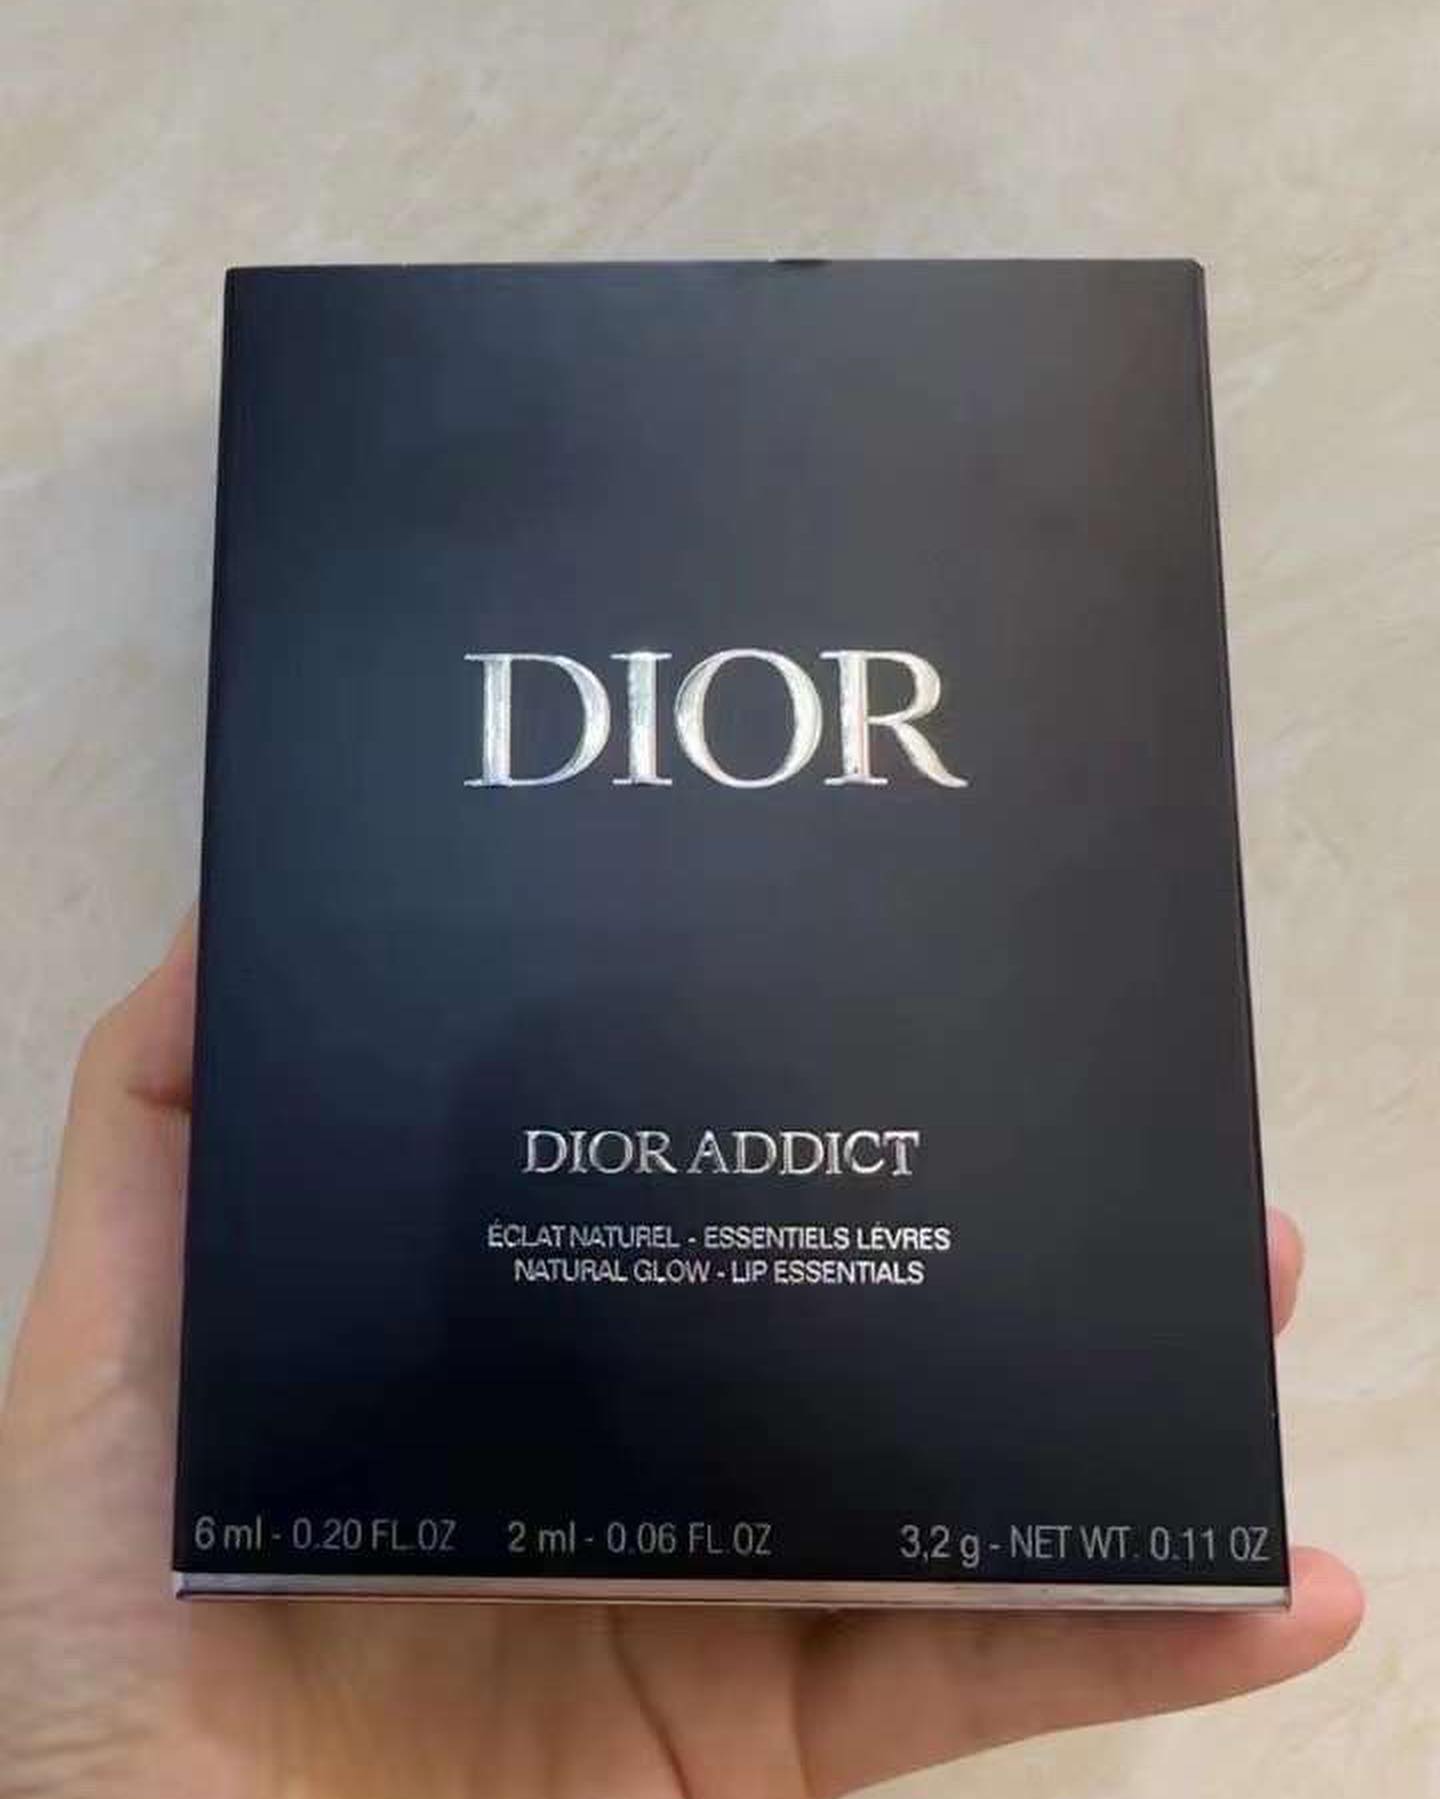 DIOR
DIOR ADDICT
ÉCLAT NATUREL - ESSENTIELS LÈVRES
NATURAL GLOW - LIP ESSENTIALS
6 ml - 0.20 FL.OZ 2 ml - 0.06 FL.OZ 3,2 g - NET WT. 0.11 OZ